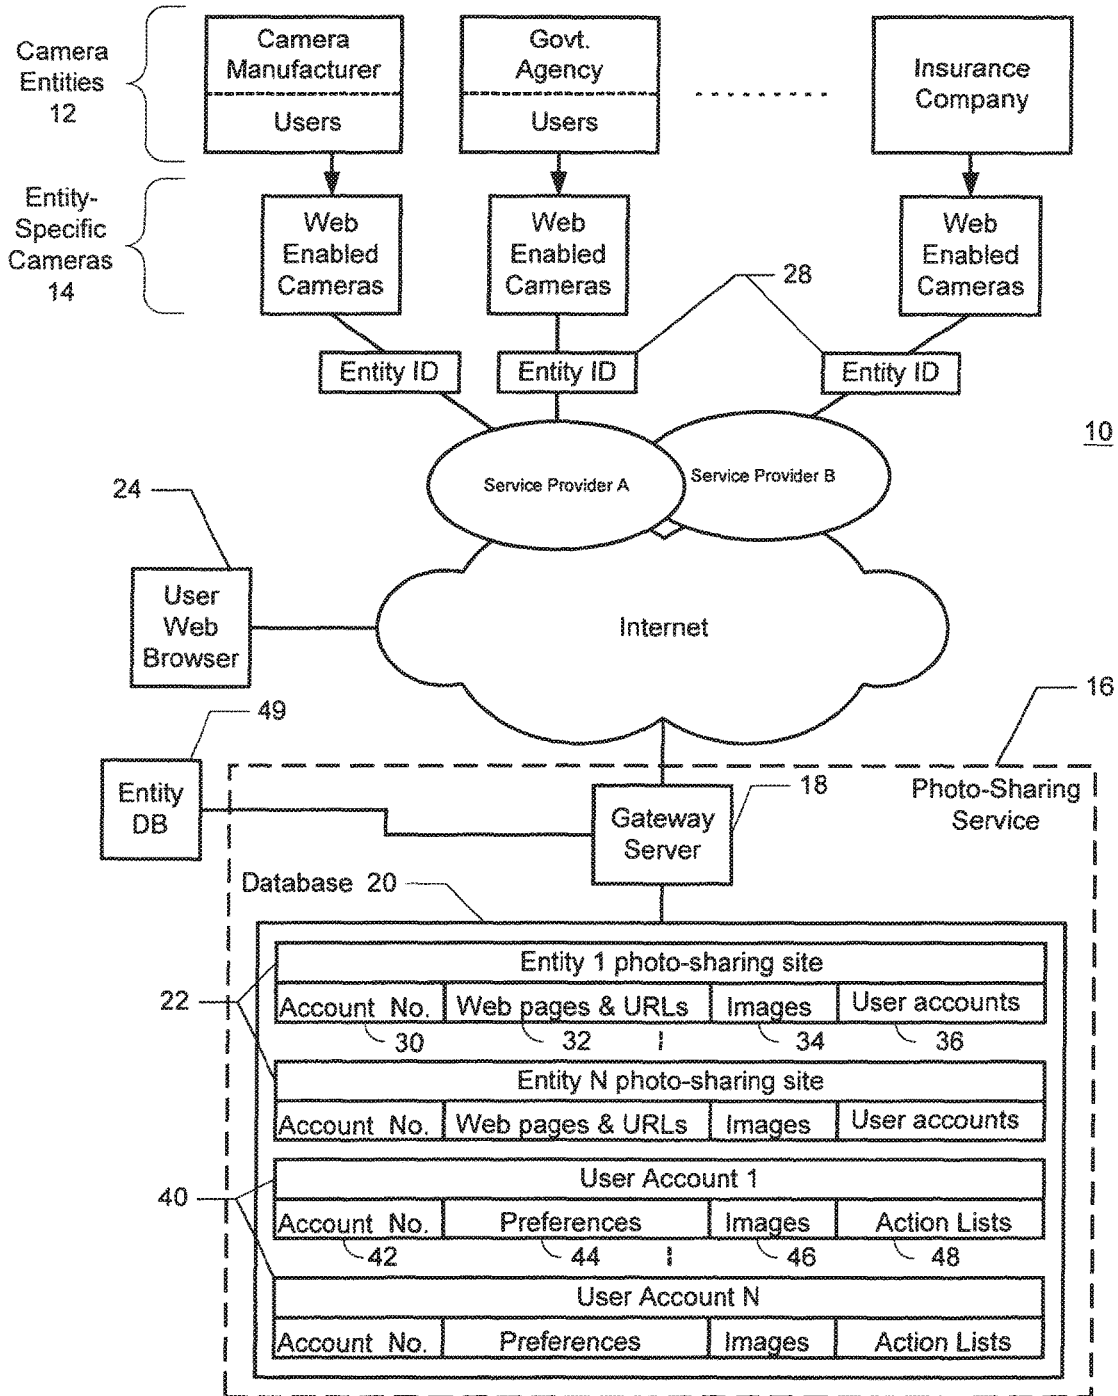 Camera
Entities
12
Camera
Manufacturer
Users
Govt.
Agency
Users
Insurance
Company
Entity-
Specific
Cameras
14
Web
Enabled
Cameras
Web
Enabled
Cameras
Web
Enabled
Cameras
28
Entity ID
Entity ID
Entity ID
10
Service Provider A
Service Provider B
24
User
Web
Browser
Internet
16
49
Entity
DB
18
Gateway
Server
Photo-Sharing
Service
Database 20
22
Entity 1 photo-sharing site
Account No. Web pages & URLs Images User accounts
30 32 34 36
Entity N photo-sharing site
Account No. Web pages & URLs Images User accounts
40
User Account 1
Account No. Preferences Images Action Lists
42 44 46 48
User Account N
Account No. Preferences Images Action Lists